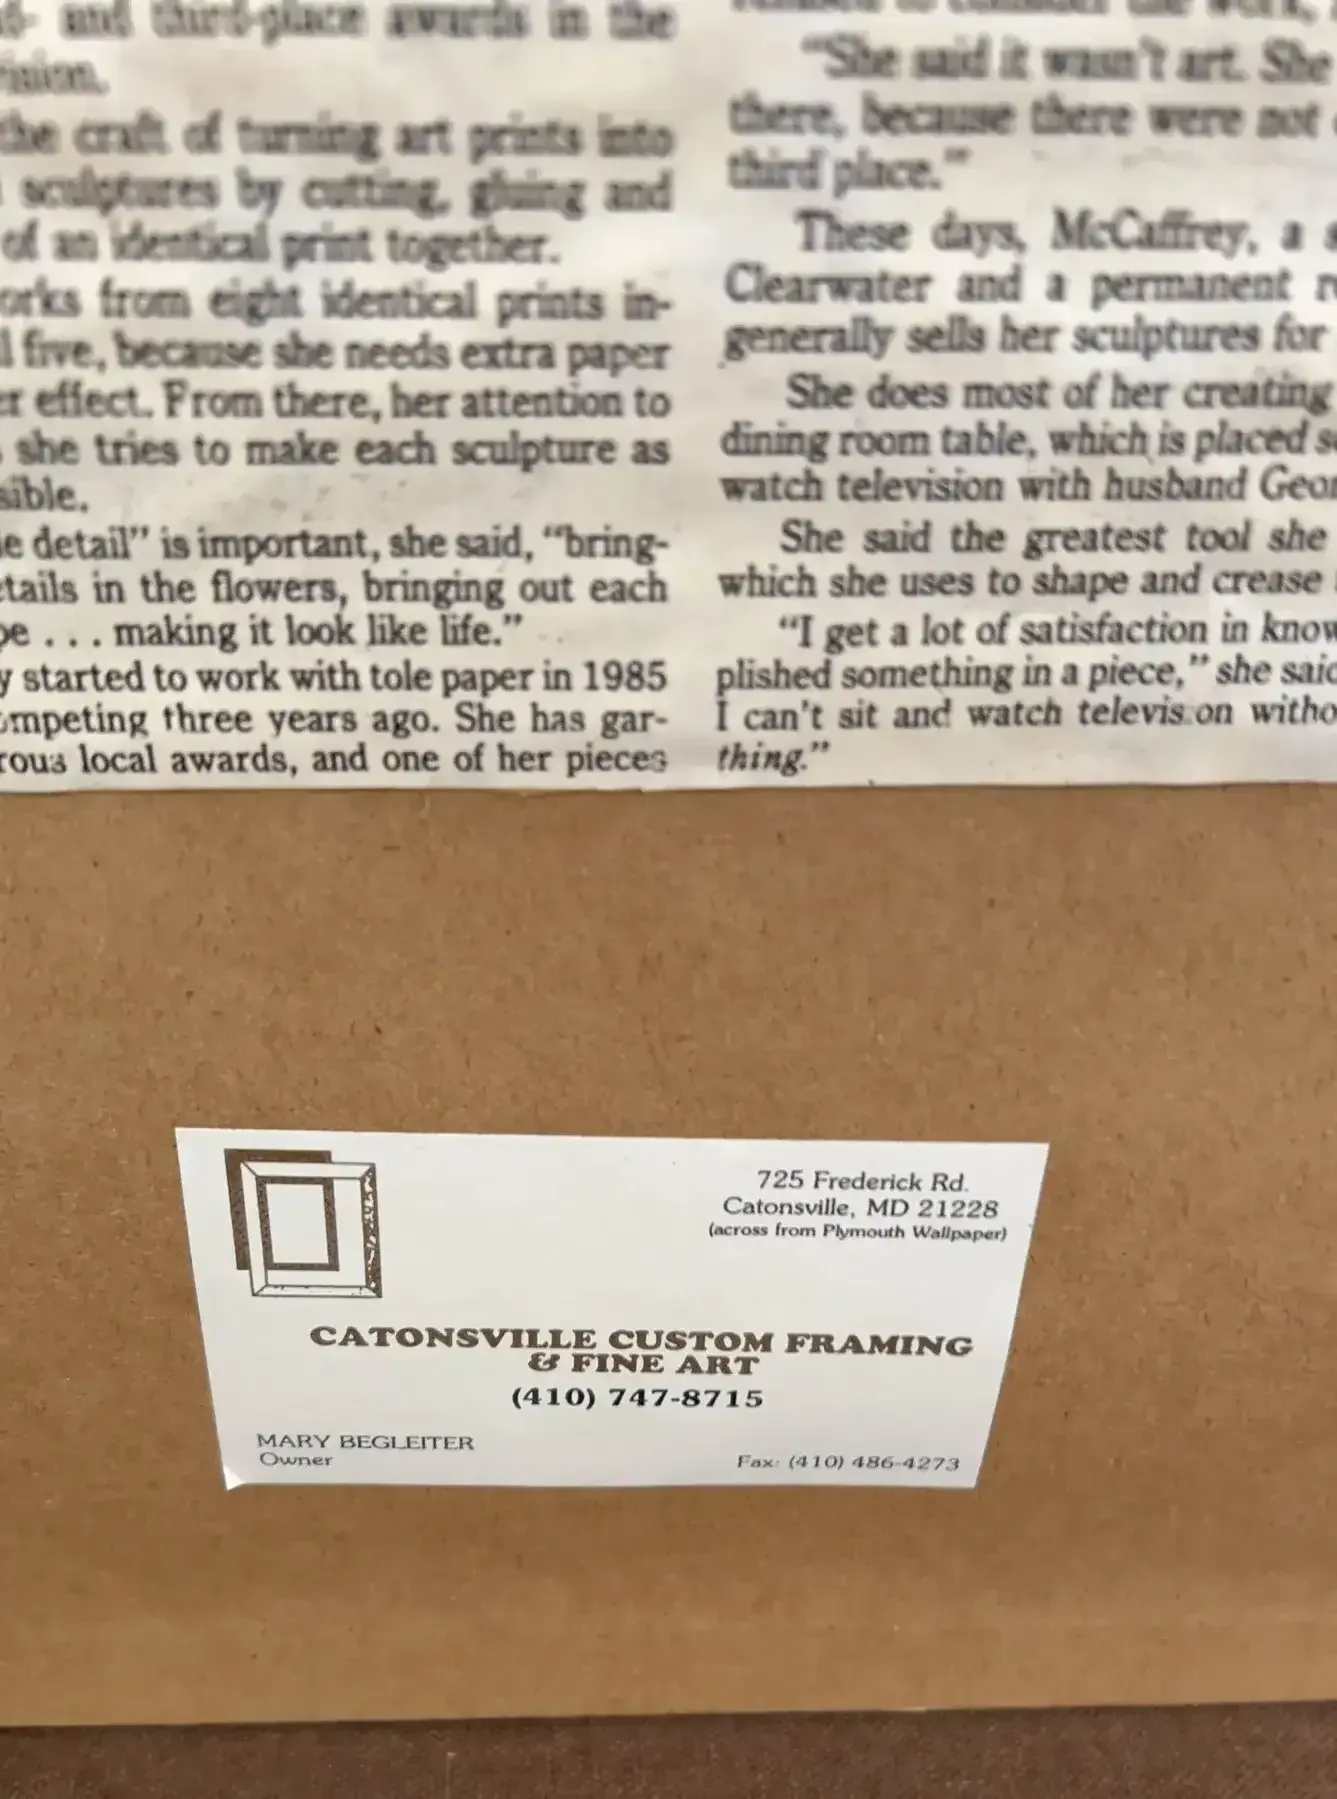 and third-place awards in the
the craft of turning art prints into
sculptures by cutting, gluing and
of an identical print together.
orks from eight identical prints in-
l five, because she needs extra paper
er effect. From there, her attention to
she tries to make each sculpture as
sible.
e detail" is important, she said, "bring-
tails in the flowers, bringing out each
pe . . . making it look like life."
y started to work with tole paper in 1985
ompeting three years ago. She has gar-
rous local awards, and one of her pieces
"She said it wasn't art. She
there, because there were not
third place."
These days, McCaffrey, a s
Clearwater and a permanent re
generally sells her sculptures for
She does most of her creating
dining room table, which is placed so
watch television with husband Geor
She said the greatest tool she
which she uses to shape and crease
"I get a lot of satisfaction in know
plished something in a piece," she said
I can't sit and watch television witho
thing."
725 Frederick Rd.
Catonsville, MD 21228
(across from Plymouth Wallpaper)
CATONSVILLE CUSTOM FRAMING
& FINE ART
(410) 747-8715
MARY BEGLEITER
Owner
Fax: (410) 486-4273